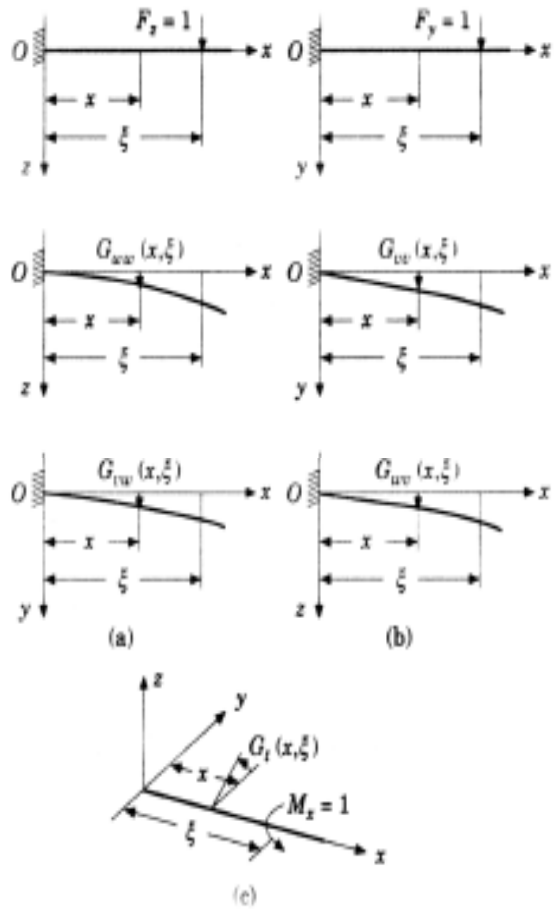 F_z = 1
O
x
x
ξ
z
F_y = 1
O
x
x
ξ
y
G_ww (x,ξ)
O
x
x
ξ
z
G_vv (x,ξ)
O
x
x
ξ
y
G_vw (x,ξ)
O
x
x
ξ
y
(a)
G_wv (x,ξ)
O
x
x
ξ
z
(b)
z
y
G_t (x,ξ)
x
M_x = 1
ξ
x
(c)